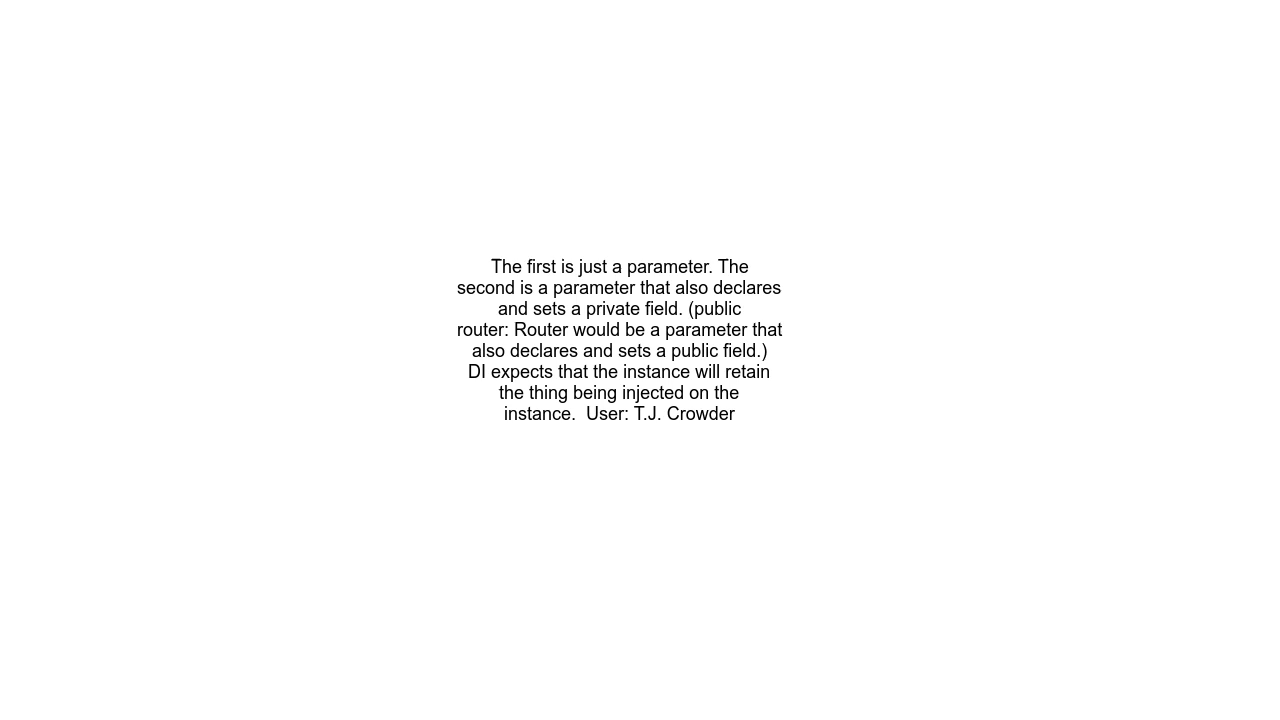 The first is just a parameter. The
second is a parameter that also declares
and sets a private field. (public
router: Router would be a parameter that
also declares and sets a public field.)
DI expects that the instance will retain
the thing being injected on the
instance.  User: T.J. Crowder